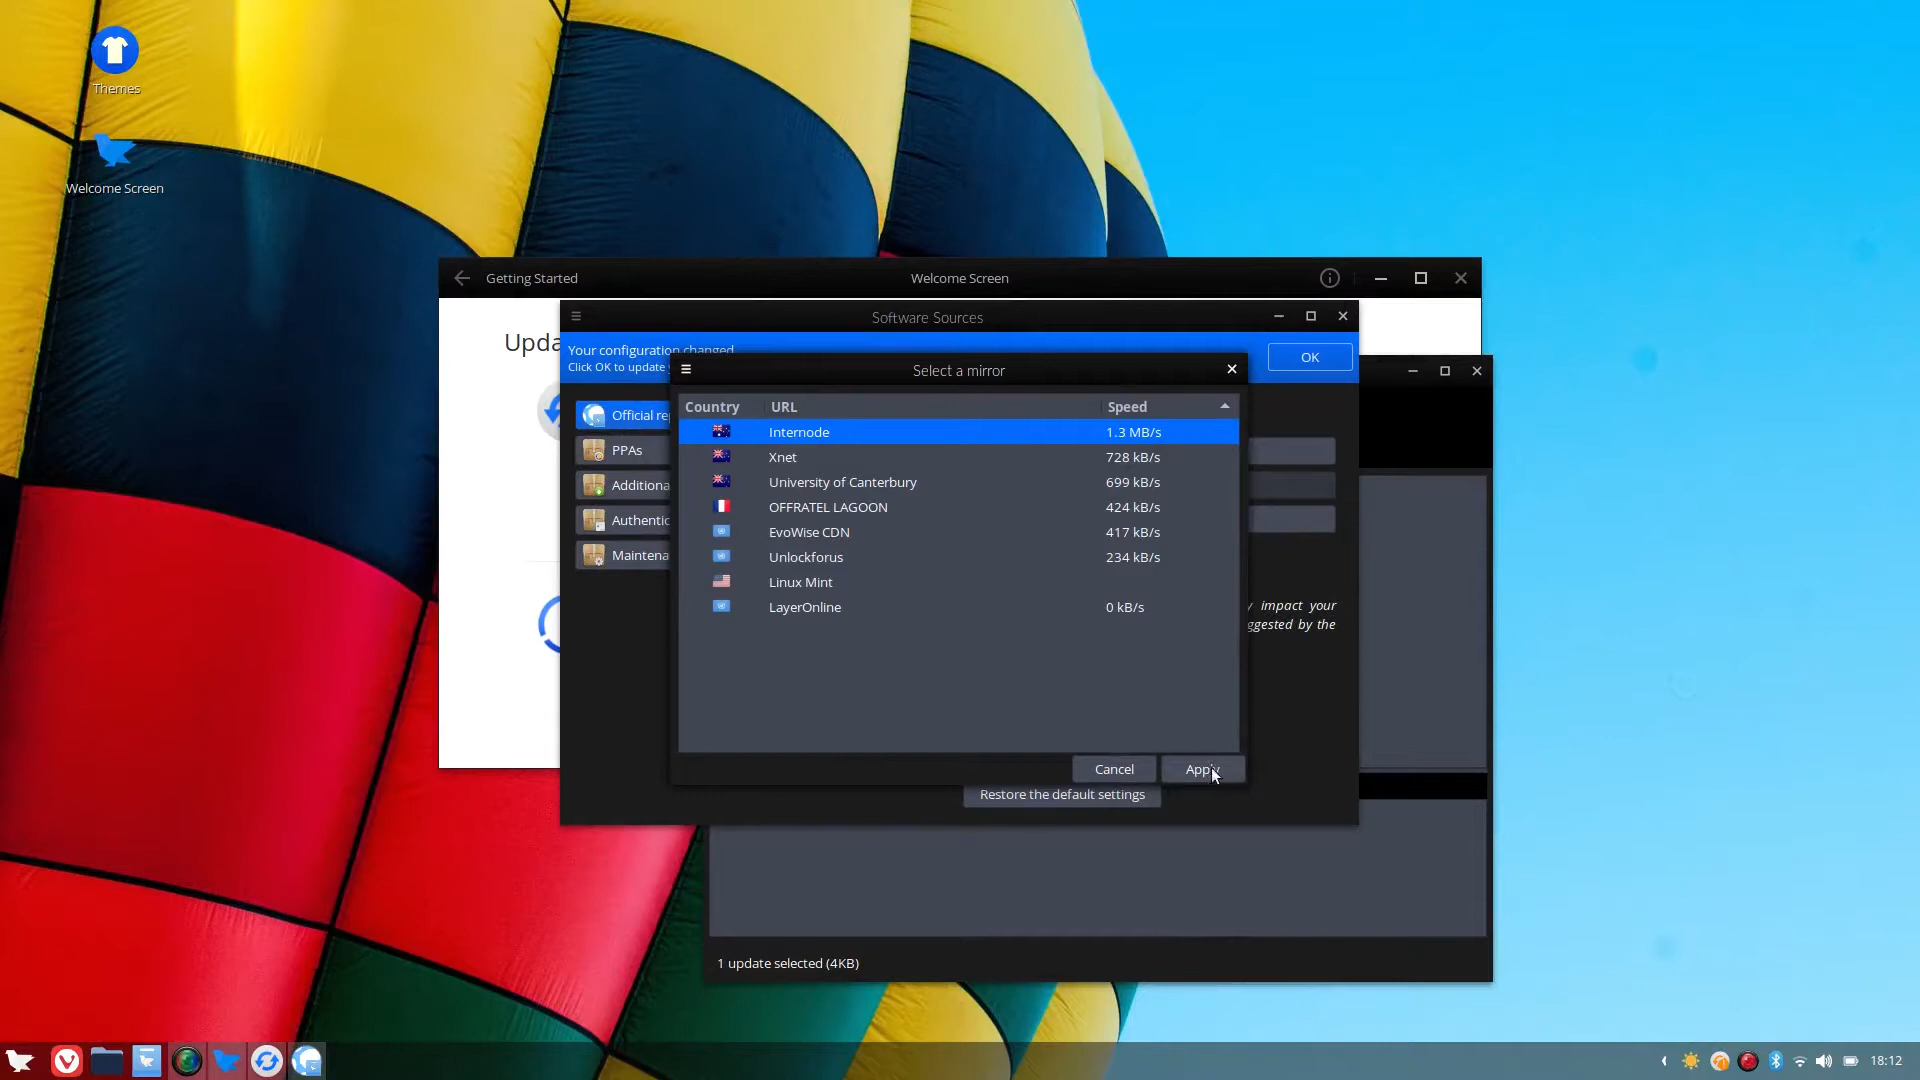 Themes
Welcome Screen
Getting Started
Welcome Screen
Software Sources
Your configuration changed
Click OK to update
OK
Select a mirror
Country URL Speed
Internode 1.3 MB/s
Xnet 728 kB/s
University of Canterbury 699 kB/s
OFFRATEL LAGOON 424 kB/s
EvoWise CDN 417 kB/s
Unlockforus 234 kB/s
Linux Mint
LayerOnline 0 kB/s
Official re
PPAs
Additiona
Authentic
Maintena
impact your
ggested by the
Cancel
Apply
Restore the default settings
1 update selected (4KB)
18:12